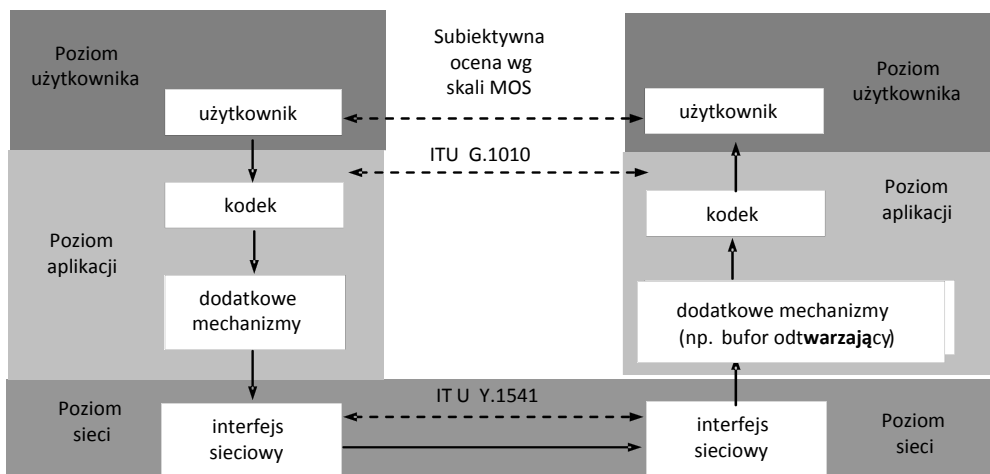 Poziom
użytkownika
użytkownik
Subiektywna
ocena wg
skali MOS
Poziom
użytkownika
użytkownik
ITU G.1010
kodek
Poziom
aplikacji
dodatkowe
mechanizmy
kodek
Poziom
aplikacji
dodatkowe mechanizmy
(np. bufor odtwarzający)
Poziom
sieci
interfejs
sieciowy
IT U Y.1541
interfejs
sieciowy
Poziom
sieci